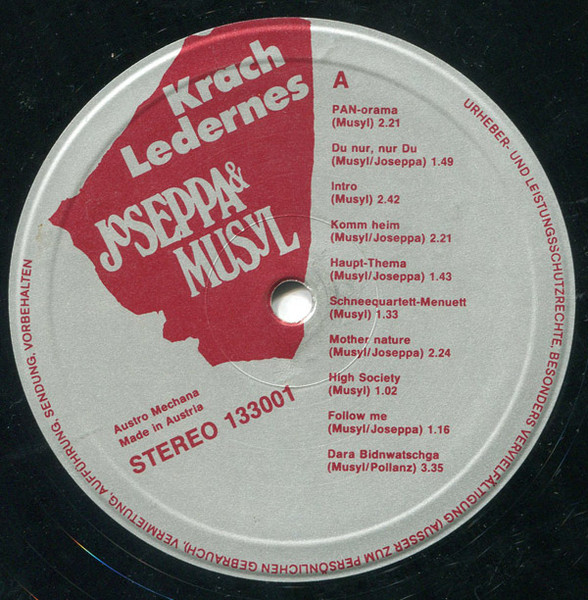 Krach
Ledernes
JOSEPPA &
MUSYL
A
PAN-orama
(Musyl) 2.21
Du nur, nur Du
(Musyl/Joseppa) 1.49
Intro
(Musyl) 2.42
Komm heim
(Musyl/Joseppa) 2.21
Haupt-Thema
(Musyl/Joseppa) 1.43
Schneequartett-Menuett
(Musyl) 1.33
Mother nature
(Musyl/Joseppa) 2.24
High Society
(Musyl) 1.02
Follow me
(Musyl/Joseppa) 1.16
Dara Bidnwatschga
(Musyl/Pollanz) 3.35
Austro Mechana
Made in Austria
STEREO 133001
URHEBER- UND LEISTUNGSSCHUTZRECHTE, BESONDERS VERVIELFÄLTIGUNG (AUSSER ZUM PERSÖNLICHEN GEBRAUCH), VERMIETUNG, AUFFÜHRUNG, SENDUNG, VORBEHALTEN